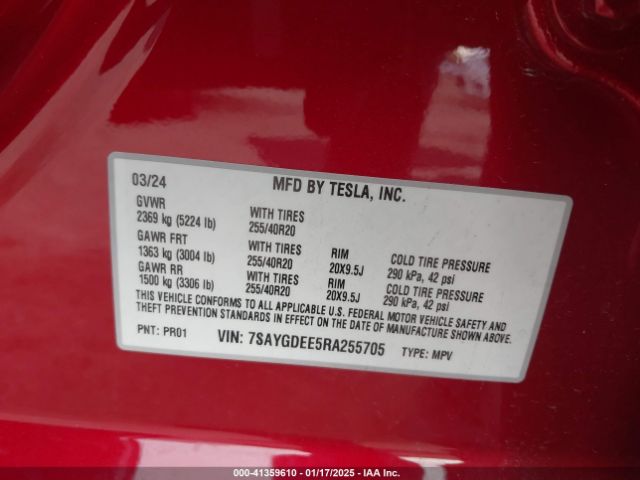 03/24 MFD BY TESLA, INC.
GVWR
2369 kg (5224 lb) WITH TIRES 255/40R20
GAWR FRT
1363 kg (3004 lb) WITH TIRES 255/40R20 RIM 20X9.5J COLD TIRE PRESSURE 290 kPa, 42 psi
GAWR RR
1500 kg (3306 lb) WITH TIRES 255/40R20 RIM 20X9.5J COLD TIRE PRESSURE 290 kPa, 42 psi
THIS VEHICLE CONFORMS TO ALL APPLICABLE U.S. FEDERAL MOTOR VEHICLE SAFETY AND
THEFT PREVENTION STANDARDS IN EFFECT ON THE DATE OF MANUFACTURE SHOWN ABOVE.
PNT: PR01 VIN: 7SAYGDEE5RA255705 TYPE: MPV
000-41359610 - 01/17/2025 - IAA Inc.